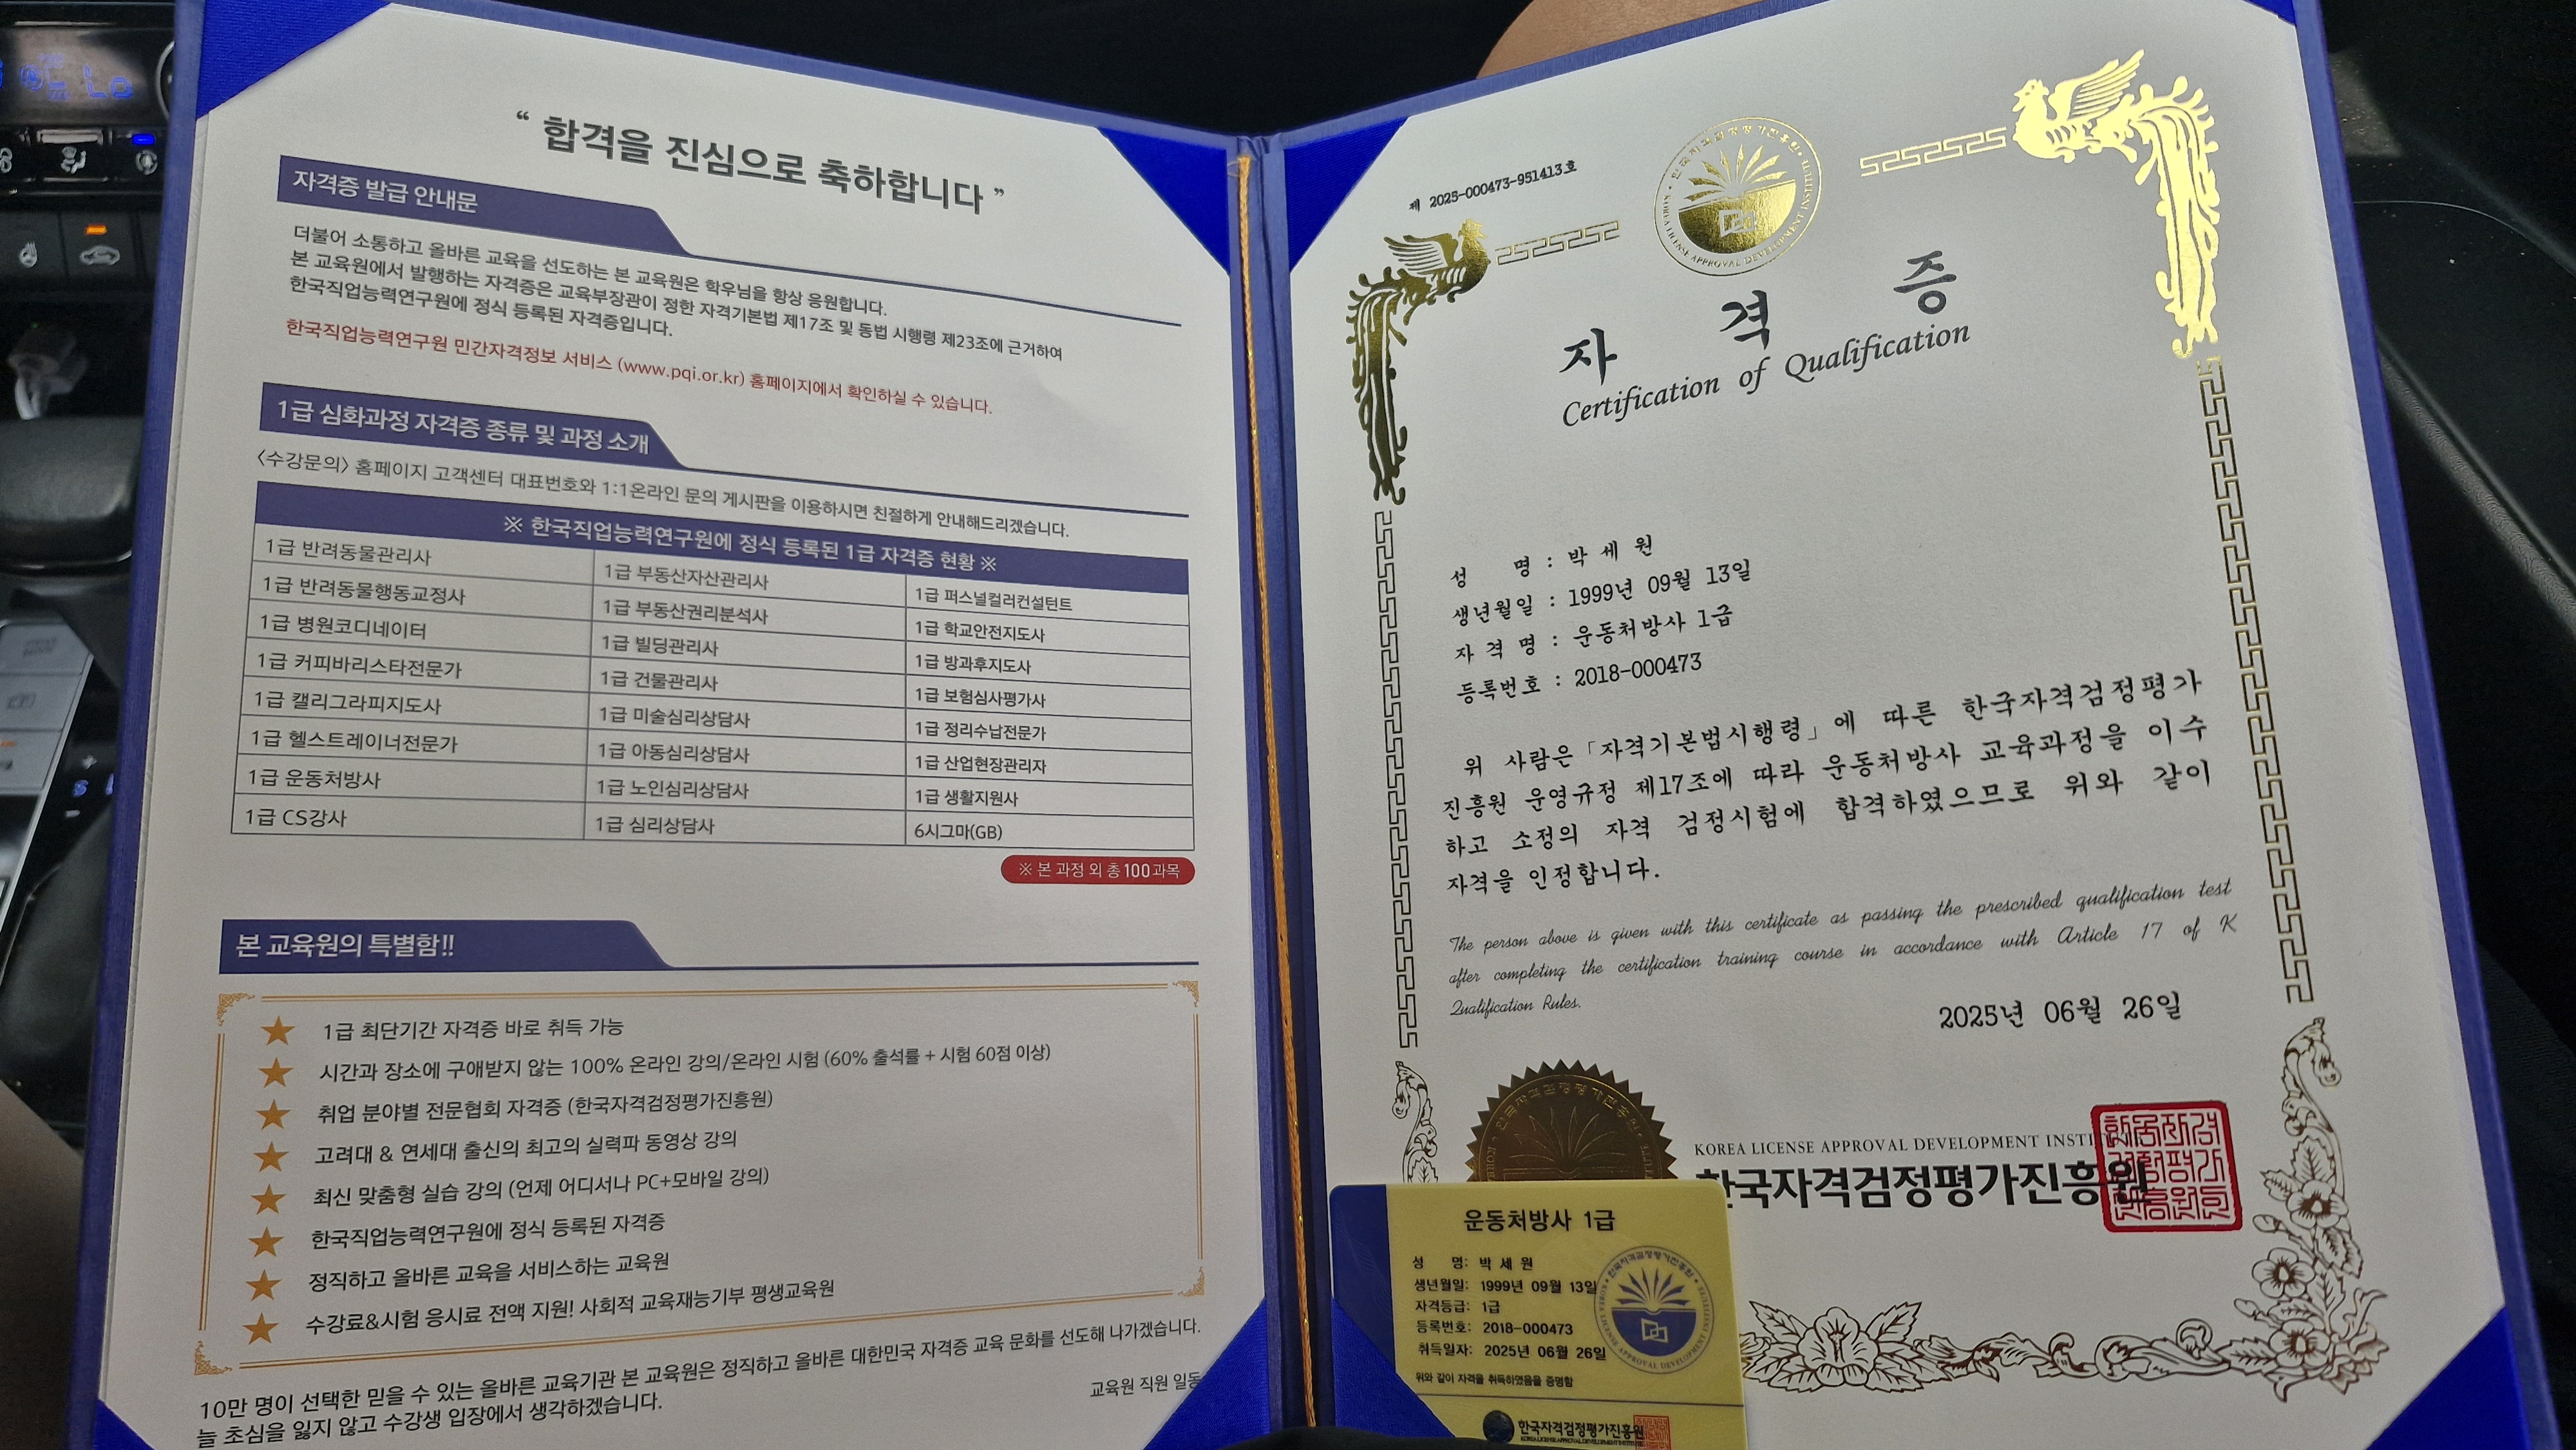 “ 합격을 진심으로 축하합니다 ”
자격증 발급 안내문
더불어 소통하고 올바른 교육을 선도하는 본 교육원은 학우님을 항상 응원합니다.
본 교육원에서 발행하는 자격증은 교육부장관이 정한 자격기본법 제17조 및 동법 시행령 제23조에 근거하여
한국직업능력연구원에 정식 등록된 자격증입니다.
한국직업능력연구원 민간자격정보 서비스 (www.pqi.or.kr) 홈페이지에서 확인하실 수 있습니다.
1급 심화과정 자격증 종류 및 과정 소개
<수강문의> 홈페이지 고객센터 대표번호와 1:1온라인 문의 게시판을 이용하시면 친절하게 안내해드리겠습니다.
※ 한국직업능력연구원에 정식 등록된 1급 자격증 현황 ※
1급 반려동물관리사 1급 부동산자산관리사 1급 퍼스널컬러컨설턴트
1급 반려동물행동교정사 1급 부동산권리분석사 1급 학교안전지도사
1급 병원코디네이터 1급 빌딩관리사 1급 방과후지도사
1급 커피바리스타전문가 1급 건물관리사 1급 보험심사평가사
1급 캘리그라피지도사 1급 미술심리상담사 1급 정리수납전문가
1급 헬스트레이너전문가 1급 아동심리상담사 1급 산업현장관리자
1급 운동처방사 1급 노인심리상담사 1급 생활지원사
1급 CS강사 1급 심리상담사 6시그마(GB)
※ 본 과정 외 총 100과목
본 교육원의 특별함!!
★ 1급 최단기간 자격증 바로 취득 가능
★ 시간과 장소에 구애받지 않는 100% 온라인 강의/온라인 시험 (60% 출석률 + 시험 60점 이상)
★ 취업 분야별 전문협회 자격증 (한국자격검정평가진흥원)
★ 고려대 & 연세대 출신의 최고의 실력파 동영상 강의
★ 최신 맞춤형 실습 강의 (언제 어디서나 PC+모바일 강의)
★ 한국직업능력연구원에 정식 등록된 자격증
★ 정직하고 올바른 교육을 서비스하는 교육원
★ 수강료&시험 응시료 전액 지원! 사회적 교육재능기부 평생교육원
10만 명이 선택한 믿을 수 있는 올바른 교육기관 본 교육원은 정직하고 올바른 대한민국 자격증 교육 문화를 선도해 나가겠습니다.
늘 초심을 잃지 않고 수강생 입장에서 생각하겠습니다.
교육원 직원 일동
제 2025-000473-951413호
한국자격검정평가진흥원
KOREA LICENSE APPROVAL DEVELOPMENT INSTITUTE
자 격 증
Certification of Qualification
성 명 : 박 세 원
생년월일 : 1999년 09월 13일
자 격 명 : 운동처방사 1급
등록번호 : 2018-000473
위 사람은 「자격기본법시행령」에 따른 한국자격검정평가
진흥원 운영규정 제17조에 따라 운동처방사 교육과정을 이수
하고 소정의 자격 검정시험에 합격하였으므로 위와 같이
자격을 인정합니다.
The person above is given with this certificate as passing the prescribed qualification test
after completing the certification training course in accordance with Article 17 of K
Qualification Rules.
2025년 06월 26일
KOREA LICENSE APPROVAL DEVELOPMENT
한국자격검정평가진흥원
운동처방사 1급
성 명: 박 세 원
생년월일: 1999년 09월 13일
자격등급: 1급
등록번호: 2018-000473
취득일자: 2025년 06월 26일
위와 같이 자격을 취득하였음을 증명함
한국자격검정평가진흥원
KOREA LICENSE APPROVAL DEVELOPMENT INSTITUTE